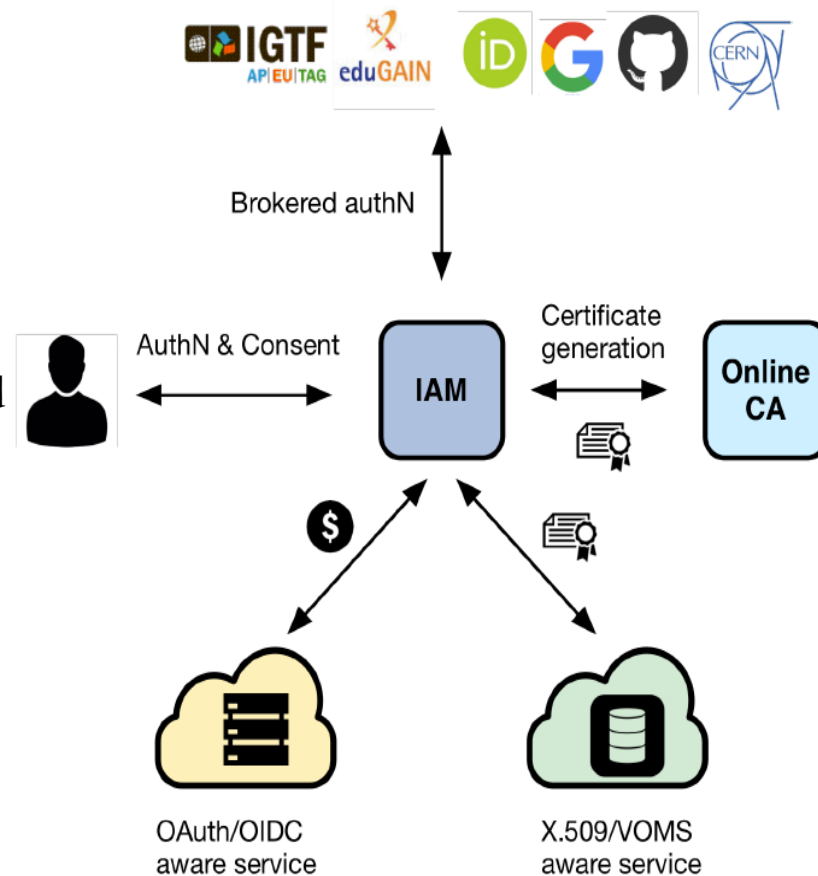 IGTF
AP|EU|TAG
eduGAIN
iD
G
CERN
Brokered authN
AuthN & Consent
Certificate
generation
IAM
Online
CA
d
$
OAuth/OIDC
aware service
X.509/VOMS
aware service